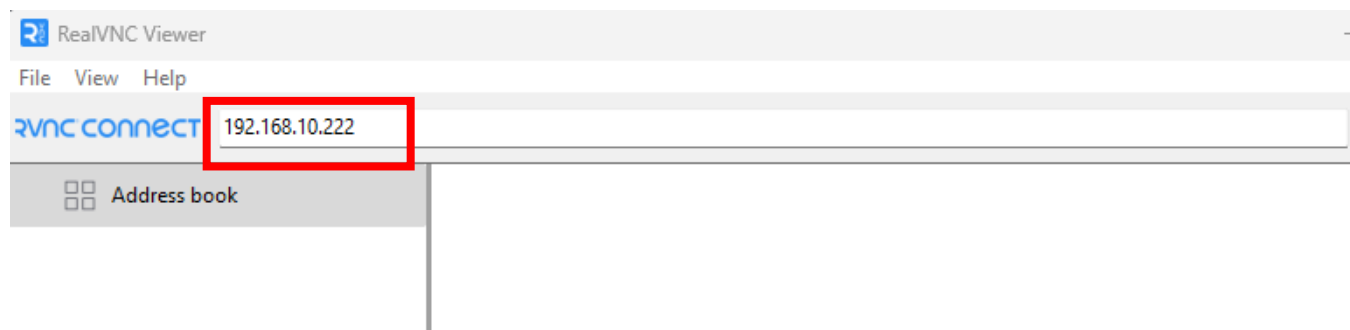 RealVNC Viewer
File View Help
RVNC CONNECT 192.168.10.222
Address book